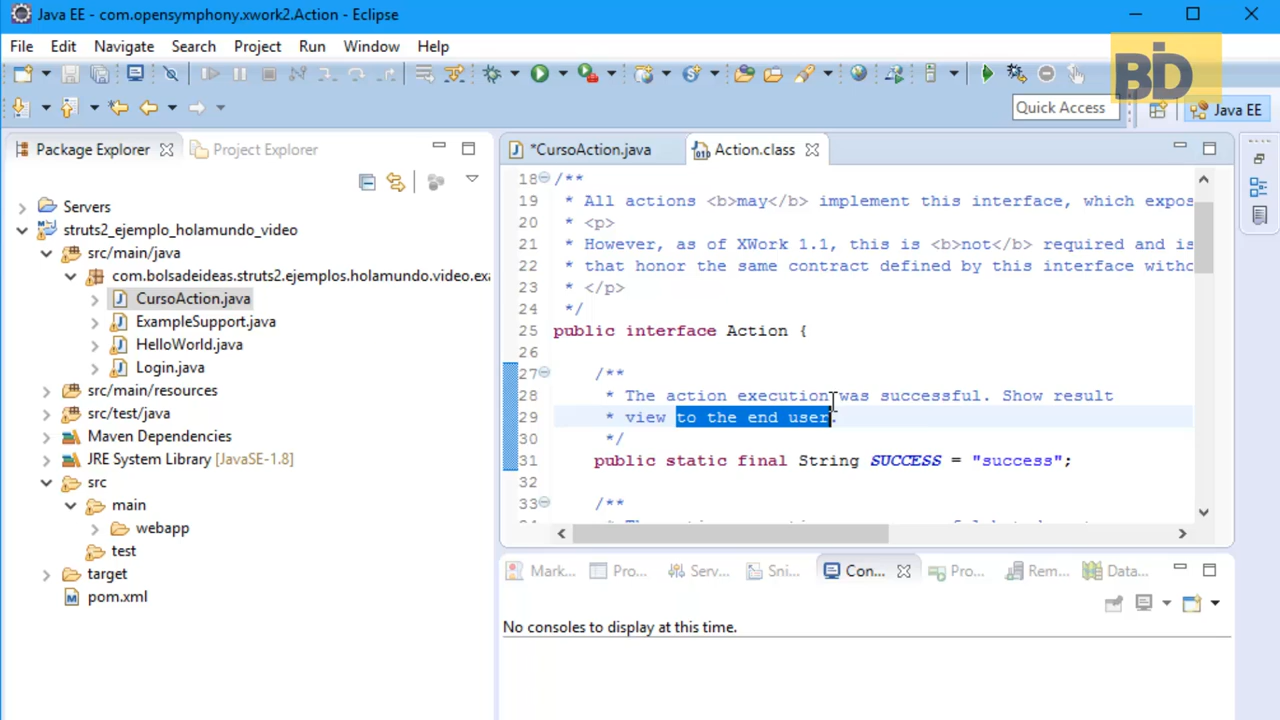 Java EE - com.opensymphony.xwork2.Action - Eclipse
File Edit Navigate Search Project Run Window Help
BD
Quick Access
Java EE
Package Explorer
Project Explorer
Servers
struts2_ejemplo_holamundo_video
src/main/java
com.bolsadeideas.struts2.ejemplos.holamundo.video.exa
CursoAction.java
ExampleSupport.java
HelloWorld.java
Login.java
src/main/resources
src/test/java
Maven Dependencies
JRE System Library [JavaSE-1.8]
src
main
webapp
test
target
pom.xml
*CursoAction.java
Action.class
18 /**
19 * All actions <b>may</b> implement this interface, which expos
20 * <p>
21 * However, as of XWork 1.1, this is <b>not</b> required and is
22 * that honor the same contract defined by this interface witho
23 * </p>
24 */
25 public interface Action {
26
27 /**
28 * The action execution was successful. Show result
29 * view to the end user.
30 */
31 public static final String SUCCESS = "success";
32
33 /**
Mark... Pro... Serv... Sni... Con... Pro... Rem... Data...
No consoles to display at this time.